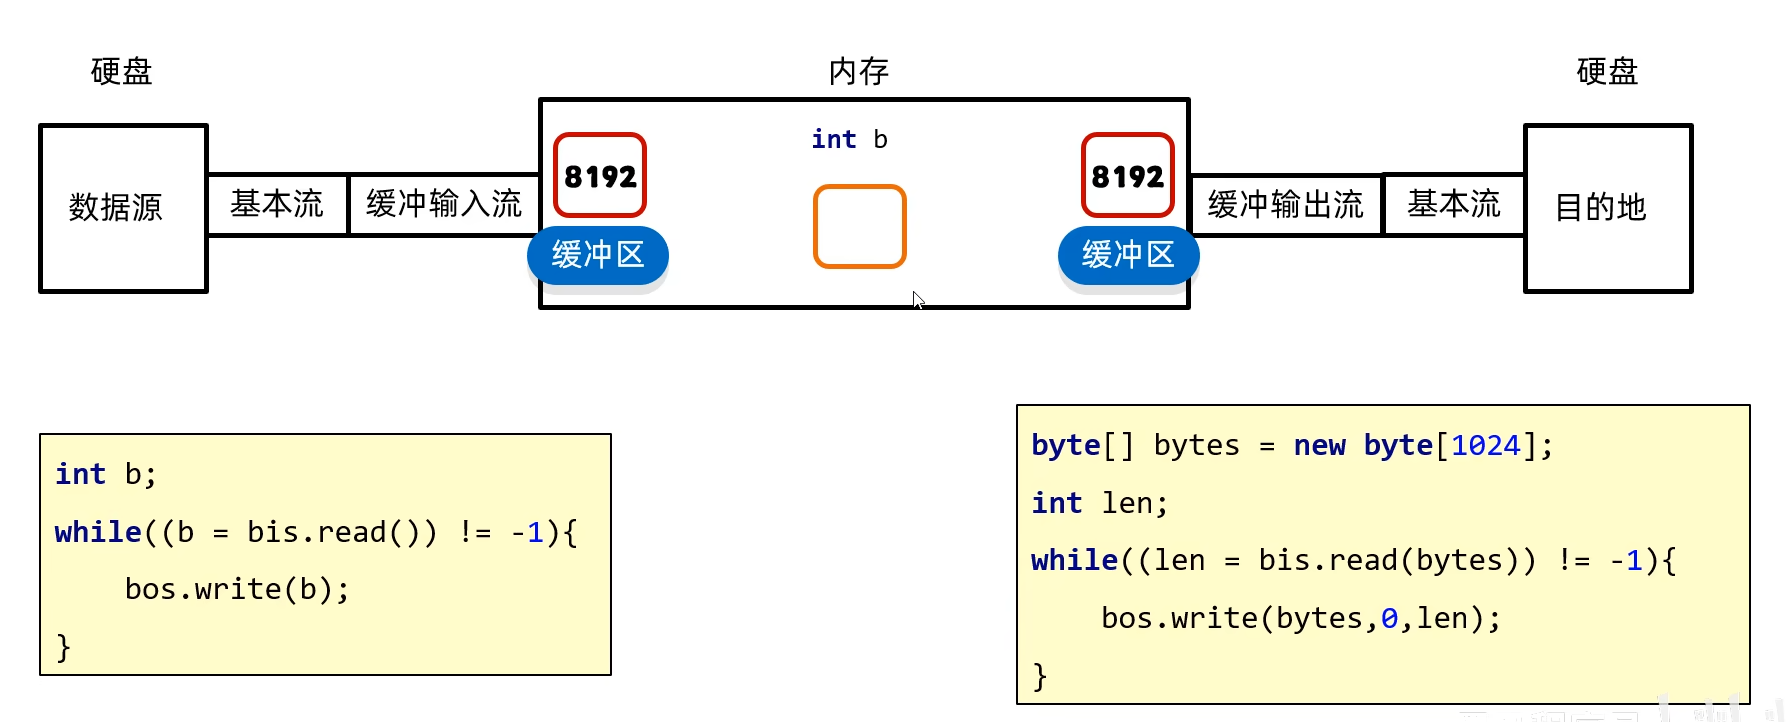 硬盘
内存
硬盘
int b
8192
8192
数据源
基本流
缓冲输入流
缓冲输出流
基本流
目的地
缓冲区
缓冲区
int b;
while((b = bis.read()) != -1){
    bos.write(b);
}
byte[] bytes = new byte[1024];
int len;
while((len = bis.read(bytes)) != -1){
    bos.write(bytes,0,len);
}